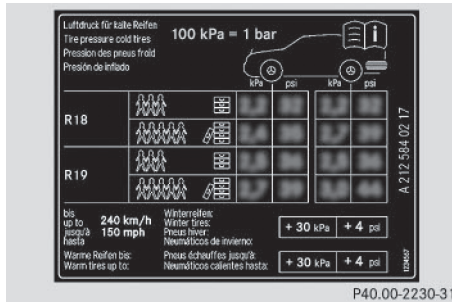 Luftdruck für kalte Reifen
Tire pressure cold tires
Pression des pneus froid
Presión de inflado
100 kPa = 1 bar
i
kPa psi kPa psi
R18
R19
A 212 584 02 17
bis
up to
jusqu'à
hasta
240 km/h
150 mph
Winterreifen:
Winter tires:
Pneus hiver:
Neumáticos de invierno:
+ 30 kPa + 4 psi
Warme Reifen bis:
Warm tires up to:
Pneus échauffés jusqu'à:
Neumáticos calientes hasta:
+ 30 kPa + 4 psi
1234567
P40.00-2230-31